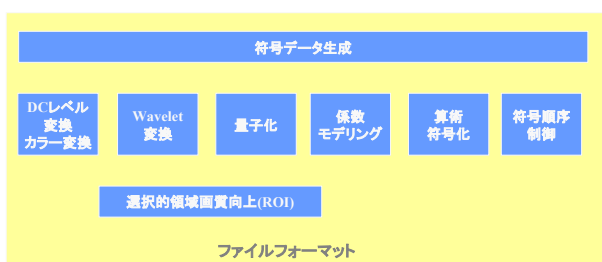 符号データ生成
DCレベル
変換
カラー変換
Wavelet
変換
量子化
係数
モデリング
算術
符号化
符号順序
制御
選択的領域画質向上(ROI)
ファイルフォーマット